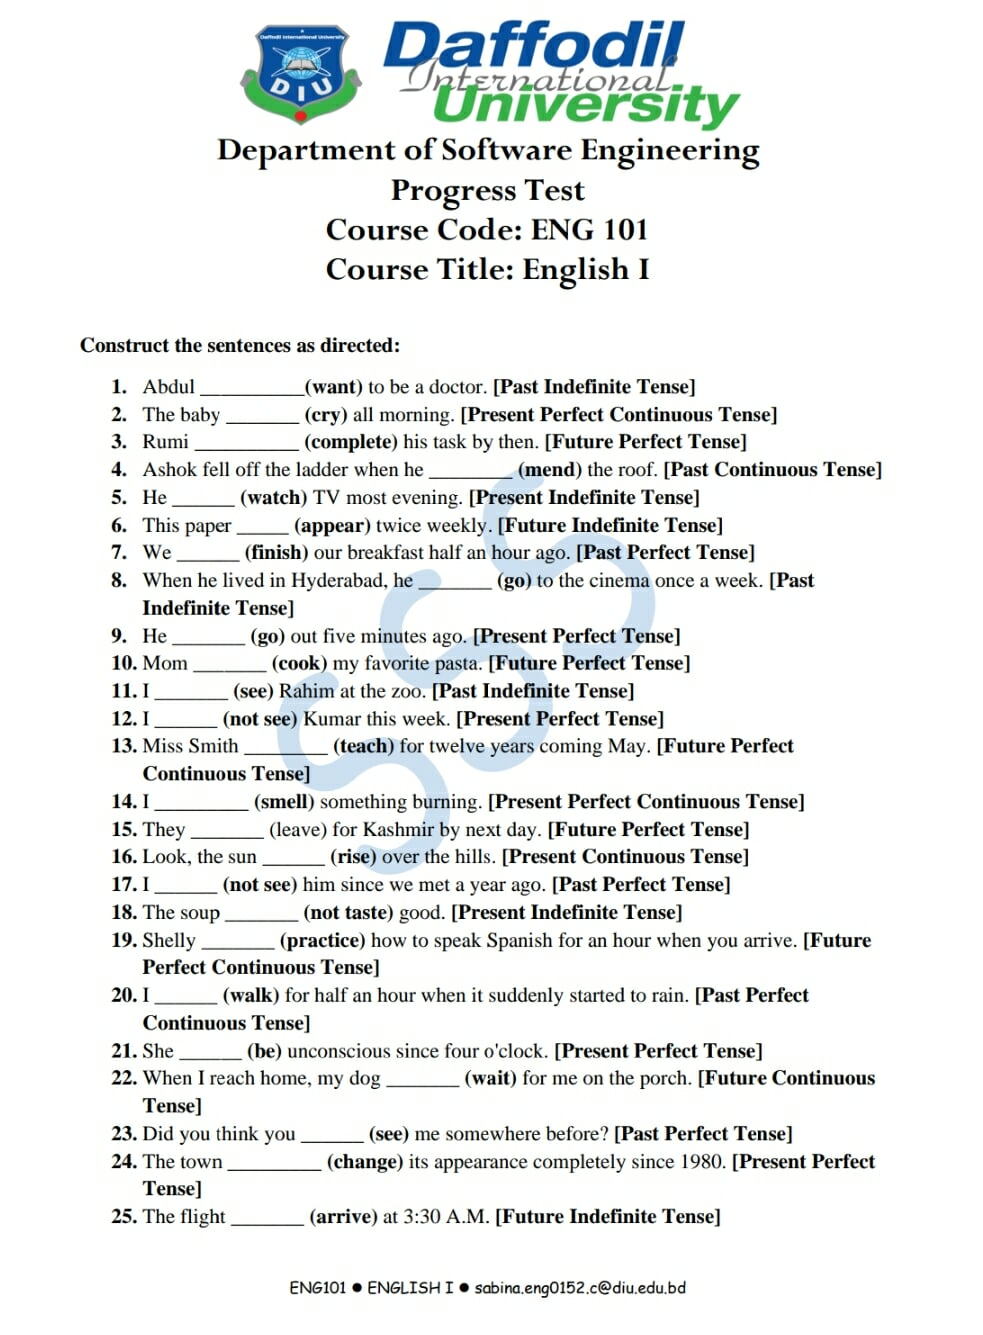 Daffodil International University
D I U
Daffodil
International
University
Department of Software Engineering
Progress Test
Course Code: ENG 101
Course Title: English I
Construct the sentences as directed:
1. Abdul __________(want) to be a doctor. [Past Indefinite Tense]
2. The baby _______ (cry) all morning. [Present Perfect Continuous Tense]
3. Rumi __________ (complete) his task by then. [Future Perfect Tense]
4. Ashok fell off the ladder when he ________ (mend) the roof. [Past Continuous Tense]
5. He ______ (watch) TV most evening. [Present Indefinite Tense]
6. This paper _____ (appear) twice weekly. [Future Indefinite Tense]
7. We ______ (finish) our breakfast half an hour ago. [Past Perfect Tense]
8. When he lived in Hyderabad, he _______ (go) to the cinema once a week. [Past
Indefinite Tense]
9. He _______ (go) out five minutes ago. [Present Perfect Tense]
10. Mom _______ (cook) my favorite pasta. [Future Perfect Tense]
11. I _______ (see) Rahim at the zoo. [Past Indefinite Tense]
12. I ______ (not see) Kumar this week. [Present Perfect Tense]
13. Miss Smith ________ (teach) for twelve years coming May. [Future Perfect
Continuous Tense]
14. I _________ (smell) something burning. [Present Perfect Continuous Tense]
15. They _______ (leave) for Kashmir by next day. [Future Perfect Tense]
16. Look, the sun ______ (rise) over the hills. [Present Continuous Tense]
17. I ______ (not see) him since we met a year ago. [Past Perfect Tense]
18. The soup _______ (not taste) good. [Present Indefinite Tense]
19. Shelly _______ (practice) how to speak Spanish for an hour when you arrive. [Future
Perfect Continuous Tense]
20. I ______ (walk) for half an hour when it suddenly started to rain. [Past Perfect
Continuous Tense]
21. She ______ (be) unconscious since four o'clock. [Present Perfect Tense]
22. When I reach home, my dog _______ (wait) for me on the porch. [Future Continuous
Tense]
23. Did you think you ______ (see) me somewhere before? [Past Perfect Tense]
24. The town _________ (change) its appearance completely since 1980. [Present Perfect
Tense]
25. The flight _______ (arrive) at 3:30 A.M. [Future Indefinite Tense]
SSS
ENG101 ● ENGLISH I ● sabina.eng0152.c@diu.edu.bd